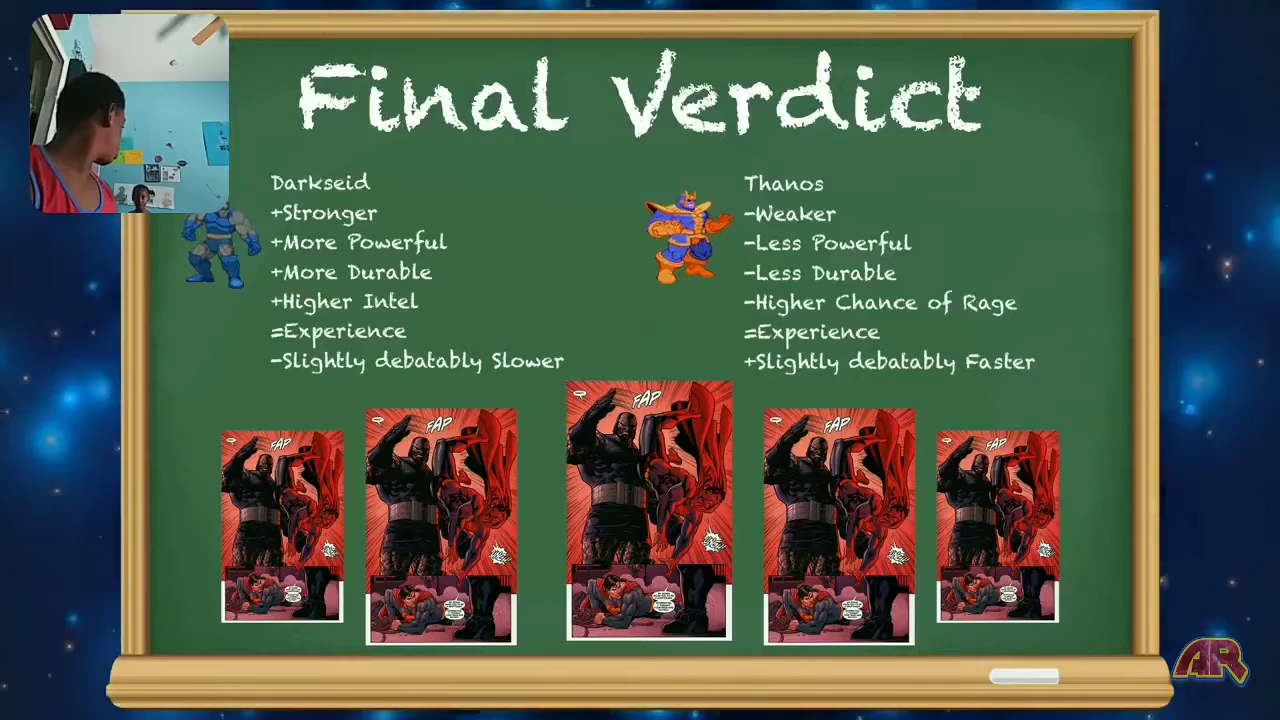 Final Verdict
Darkseid
+Stronger
+More Powerful
+More Durable
+Higher Intel
=Experience
-Slightly debatably Slower
Thanos
-Weaker
-Less Powerful
-Less Durable
-Higher Chance of Rage
=Experience
+Slightly debatably Faster
FAP
FAP
FAP
FAP
FAP
AR